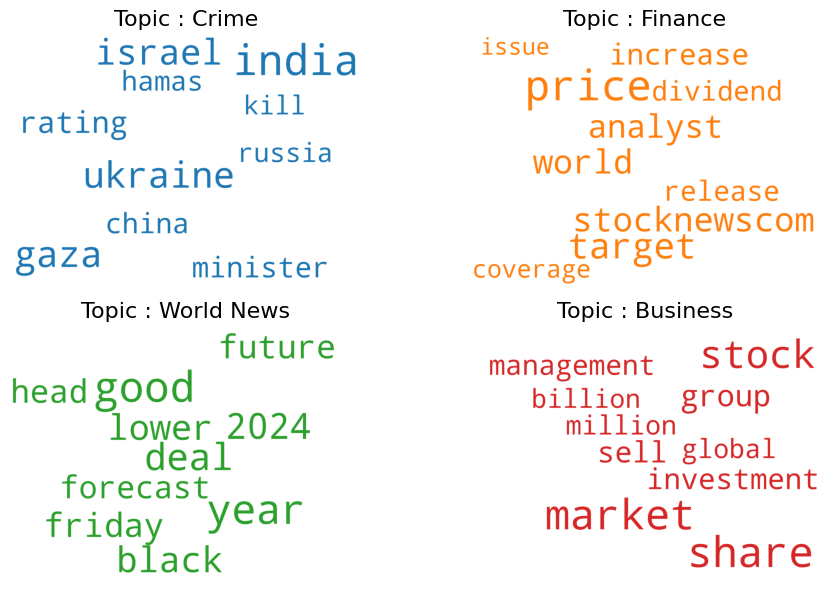 Topic : Crime
israel
india
hamas
kill
rating
russia
ukraine
china
gaza
minister
Topic : Finance
issue
increase
price
dividend
analyst
world
release
stocknewscom
target
coverage
Topic : World News
future
head
good
lower
2024
deal
forecast
year
friday
black
Topic : Business
stock
management
billion
group
million
sell
global
investment
market
share